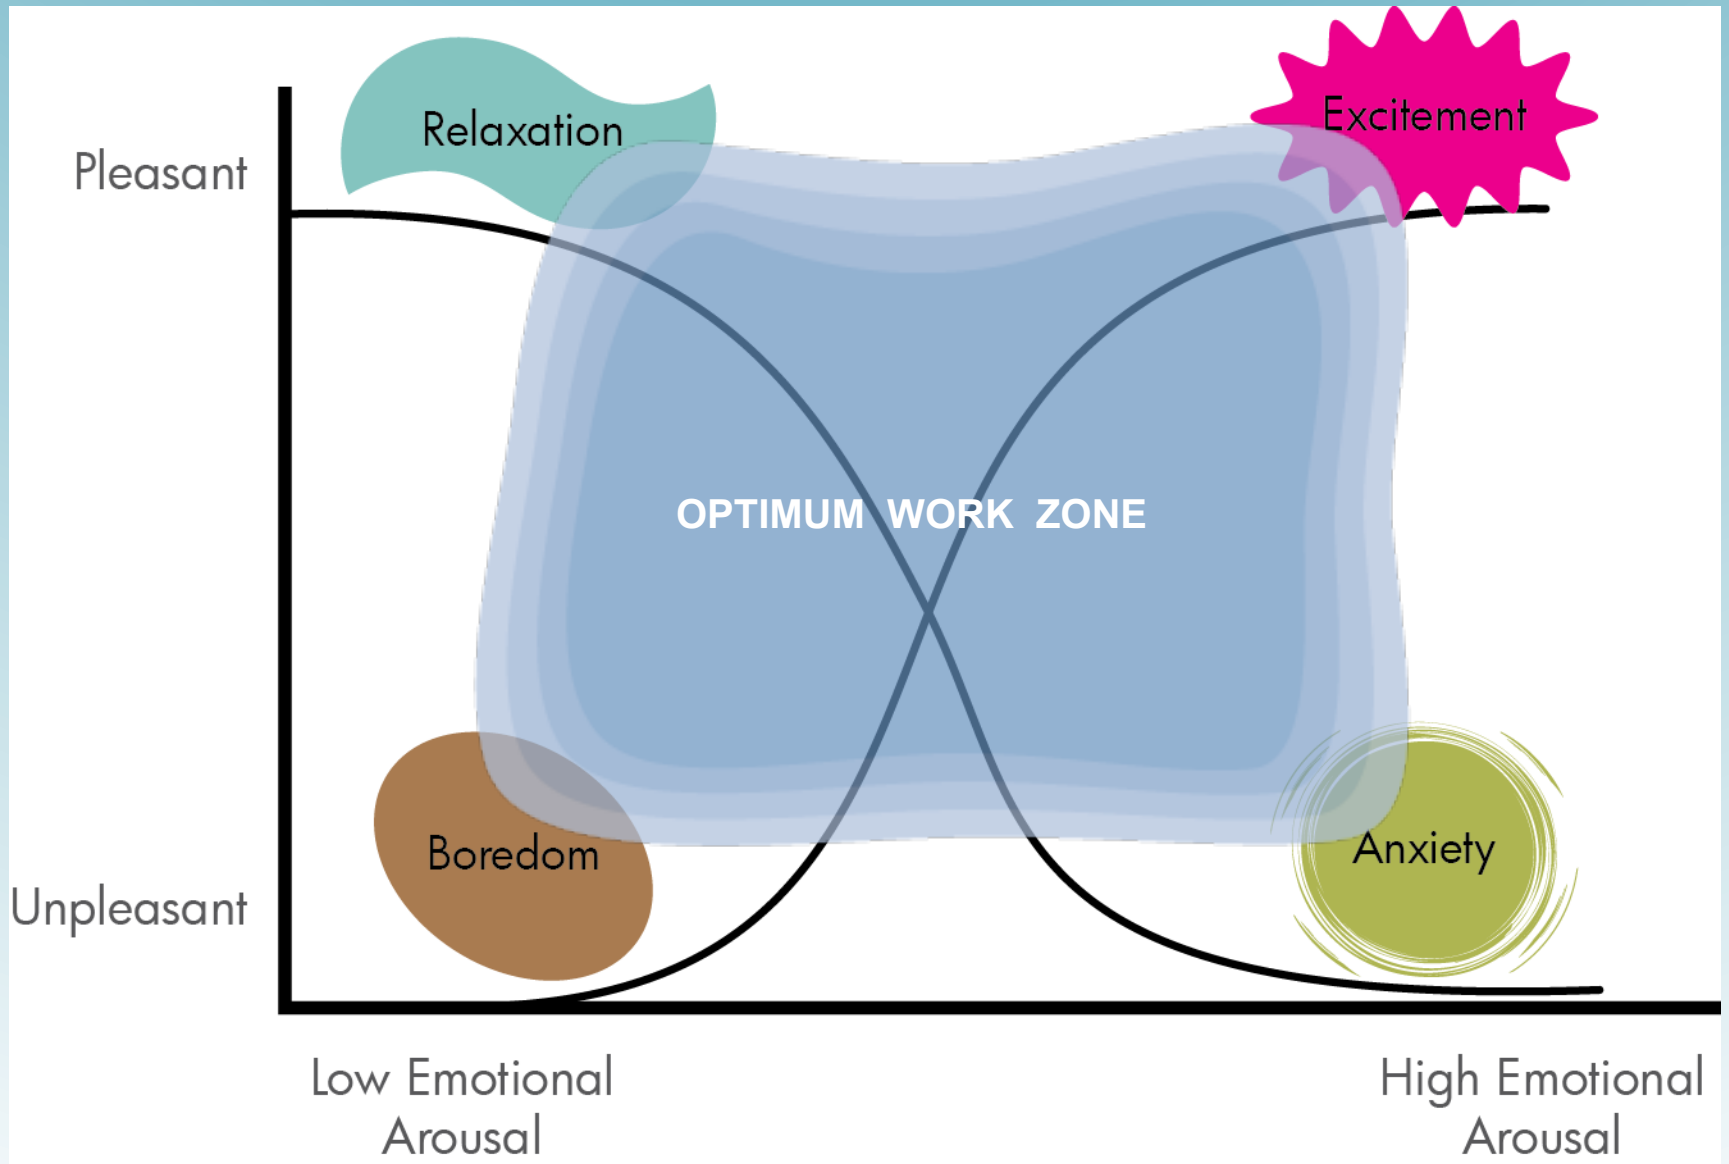 Relaxation
Excitement
Pleasant
OPTIMUM WORK ZONE
Boredom
Anxiety
Unpleasant
Low Emotional
Arousal
High Emotional
Arousal